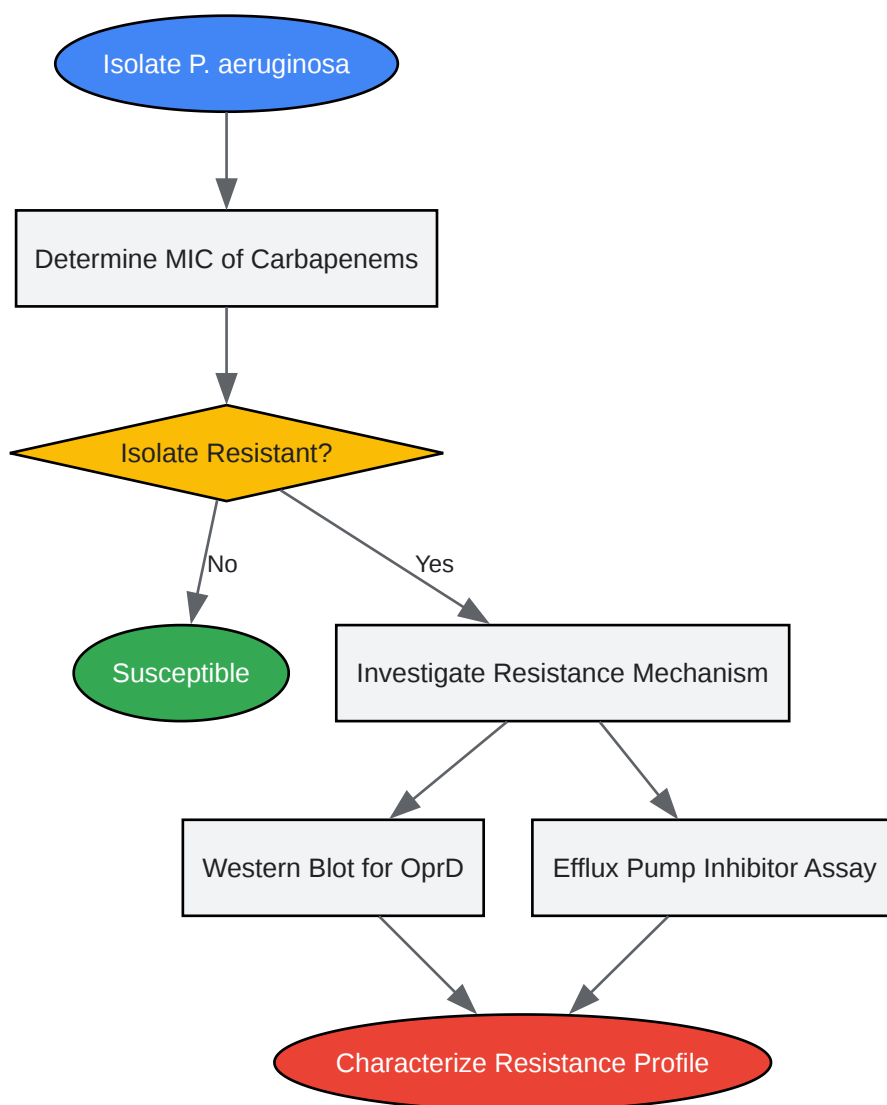 Isolate P. aeruginosa
Determine MIC of Carbapenems
Isolate Resistant?
No
Yes
Susceptible
Investigate Resistance Mechanism
Western Blot for OprD
Efflux Pump Inhibitor Assay
Characterize Resistance Profile